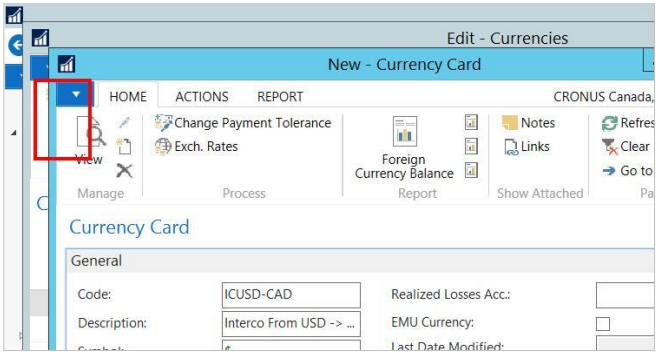 Edit - Currencies
New - Currency Card
HOME ACTIONS REPORT CRONUS Canada,
View
Change Payment Tolerance
Exch. Rates
Foreign
Currency Balance
Notes
Links
Refres
Clear
Go to
Manage Process Report Show Attached Pa
Currency Card
General
Code: ICUSD-CAD Realized Losses Acc.:
Description: Interco From USD -> ... EMU Currency:
Symbol: $ Last Date Modified: